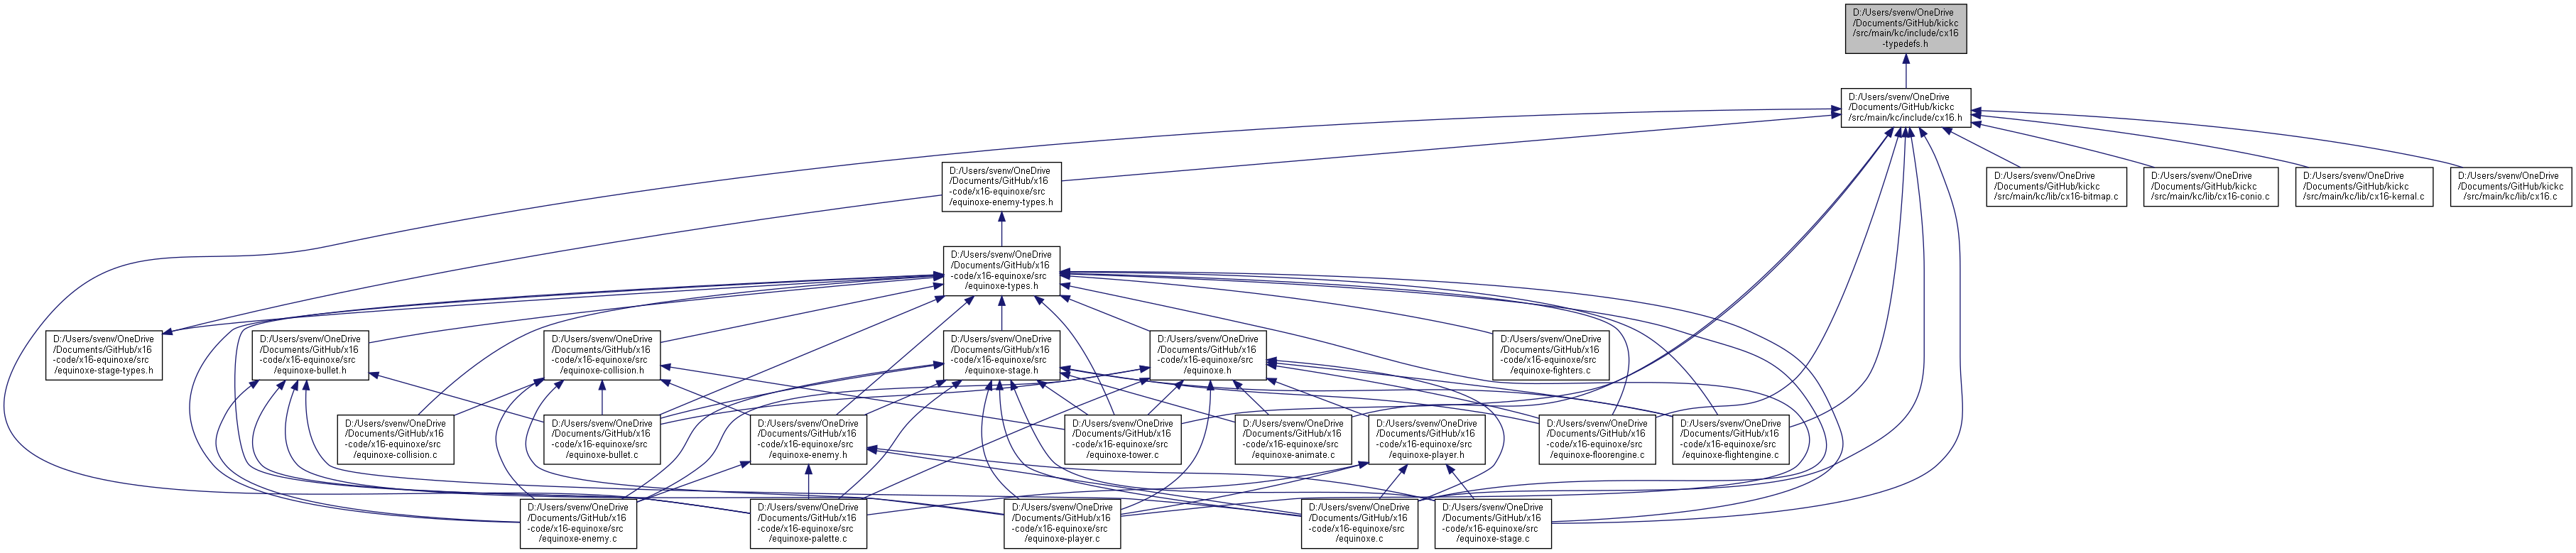 D:/Users/svenv/OneDrive
/Documents/GitHub/kickc
/src/main/kc/include/cx16
-typedefs.h
D:/Users/svenv/OneDrive
/Documents/GitHub/kickc
/src/main/kc/include/cx16.h
D:/Users/svenv/OneDrive
/Documents/GitHub/x16
-code/x16-equinoxe/src
/equinoxe-enemy-types.h
D:/Users/svenv/OneDrive
/Documents/GitHub/kickc
/src/main/kc/lib/cx16-bitmap.c
D:/Users/svenv/OneDrive
/Documents/GitHub/kickc
/src/main/kc/lib/cx16-conio.c
D:/Users/svenv/OneDrive
/Documents/GitHub/kickc
/src/main/kc/lib/cx16-kernal.c
D:/Users/svenv/OneDrive
/Documents/GitHub/kickc
/src/main/kc/lib/cx16.c
D:/Users/svenv/OneDrive
/Documents/GitHub/x16
-code/x16-equinoxe/src
/equinoxe-types.h
D:/Users/svenv/OneDrive
/Documents/GitHub/x16
-code/x16-equinoxe/src
/equinoxe-stage-types.h
D:/Users/svenv/OneDrive
/Documents/GitHub/x16
-code/x16-equinoxe/src
/equinoxe-bullet.h
D:/Users/svenv/OneDrive
/Documents/GitHub/x16
-code/x16-equinoxe/src
/equinoxe-collision.h
D:/Users/svenv/OneDrive
/Documents/GitHub/x16
-code/x16-equinoxe/src
/equinoxe-stage.h
D:/Users/svenv/OneDrive
/Documents/GitHub/x16
-code/x16-equinoxe/src
/equinoxe.h
D:/Users/svenv/OneDrive
/Documents/GitHub/x16
-code/x16-equinoxe/src
/equinoxe-fighters.c
D:/Users/svenv/OneDrive
/Documents/GitHub/x16
-code/x16-equinoxe/src
/equinoxe-collision.c
D:/Users/svenv/OneDrive
/Documents/GitHub/x16
-code/x16-equinoxe/src
/equinoxe-bullet.c
D:/Users/svenv/OneDrive
/Documents/GitHub/x16
-code/x16-equinoxe/src
/equinoxe-enemy.h
D:/Users/svenv/OneDrive
/Documents/GitHub/x16
-code/x16-equinoxe/src
/equinoxe-tower.c
D:/Users/svenv/OneDrive
/Documents/GitHub/x16
-code/x16-equinoxe/src
/equinoxe-animate.c
D:/Users/svenv/OneDrive
/Documents/GitHub/x16
-code/x16-equinoxe/src
/equinoxe-player.h
D:/Users/svenv/OneDrive
/Documents/GitHub/x16
-code/x16-equinoxe/src
/equinoxe-floorengine.c
D:/Users/svenv/OneDrive
/Documents/GitHub/x16
-code/x16-equinoxe/src
/equinoxe-flightengine.c
D:/Users/svenv/OneDrive
/Documents/GitHub/x16
-code/x16-equinoxe/src
/equinoxe-enemy.c
D:/Users/svenv/OneDrive
/Documents/GitHub/x16
-code/x16-equinoxe/src
/equinoxe-palette.c
D:/Users/svenv/OneDrive
/Documents/GitHub/x16
-code/x16-equinoxe/src
/equinoxe-player.c
D:/Users/svenv/OneDrive
/Documents/GitHub/x16
-code/x16-equinoxe/src
/equinoxe.c
D:/Users/svenv/OneDrive
/Documents/GitHub/x16
-code/x16-equinoxe/src
/equinoxe-stage.c